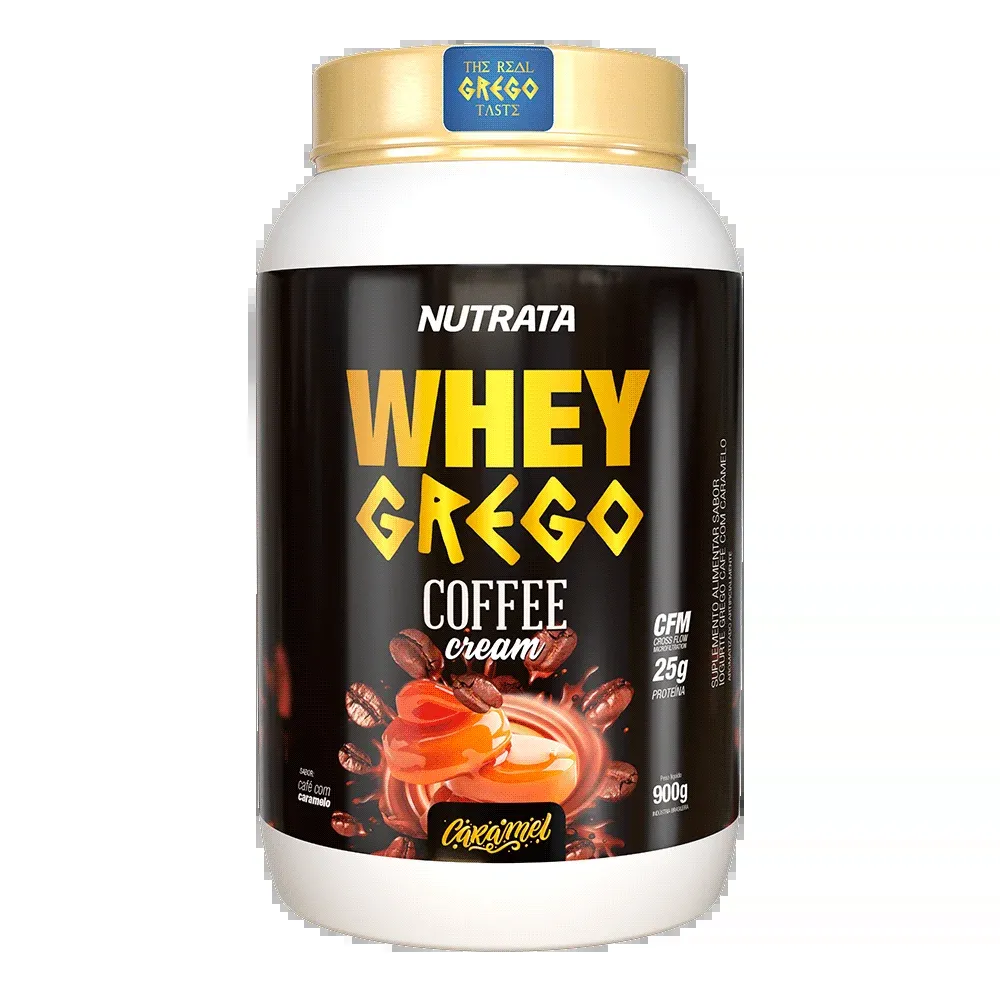 THE REAL
GREGO
TASTE
NUTRATA
WHEY
GREGO
COFFEE
cream
CFM
CROSS FLOW
MICROFILTRATION
25g
PROTEÍNA
SUPLEMENTO ALIMENTAR SABOR
IOGURTE GREGO CAFÉ COM CARAMELO
AROMATIZADO ARTIFICIALMENTE
SABOR:
café com
caramelo
Peso líquido
900g
INDÚSTRIA BRASILEIRA
Caramel